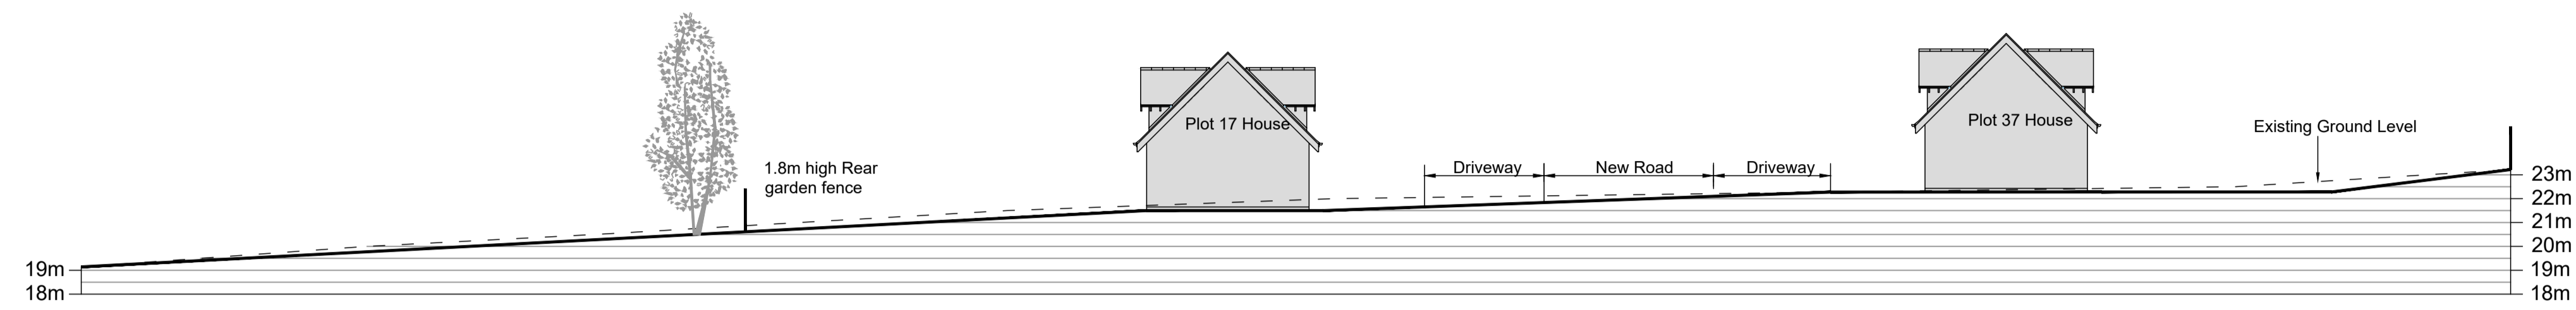 1.8m high Rear
garden fence
Plot 17 House
Driveway
New Road
Driveway
Plot 37 House
Existing Ground Level
19m
18m
23m
22m
21m
20m
19m
18m